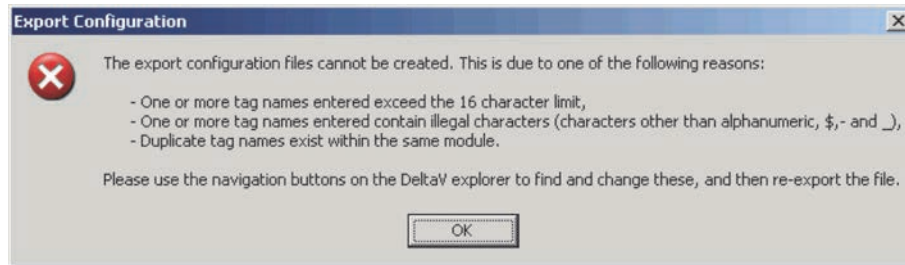 Export Configuration
The export configuration files cannot be created. This is due to one of the following reasons:
- One or more tag names entered exceed the 16 character limit,
- One or more tag names entered contain illegal characters (characters other than alphanumeric, $,- and _),
- Duplicate tag names exist within the same module.
Please use the navigation buttons on the DeltaV explorer to find and change these, and then re-export the file.
OK